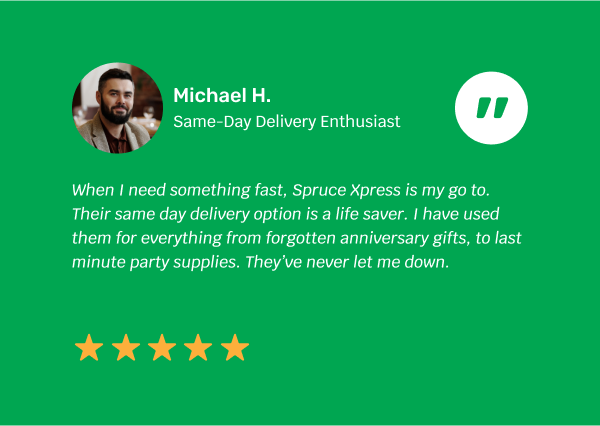 Michael H.
Same-Day Delivery Enthusiast
When I need something fast, Spruce Xpress is my go to.
Their same day delivery option is a life saver. I have used
them for everything from forgotten anniversary gifts, to last
minute party supplies. They’ve never let me down.